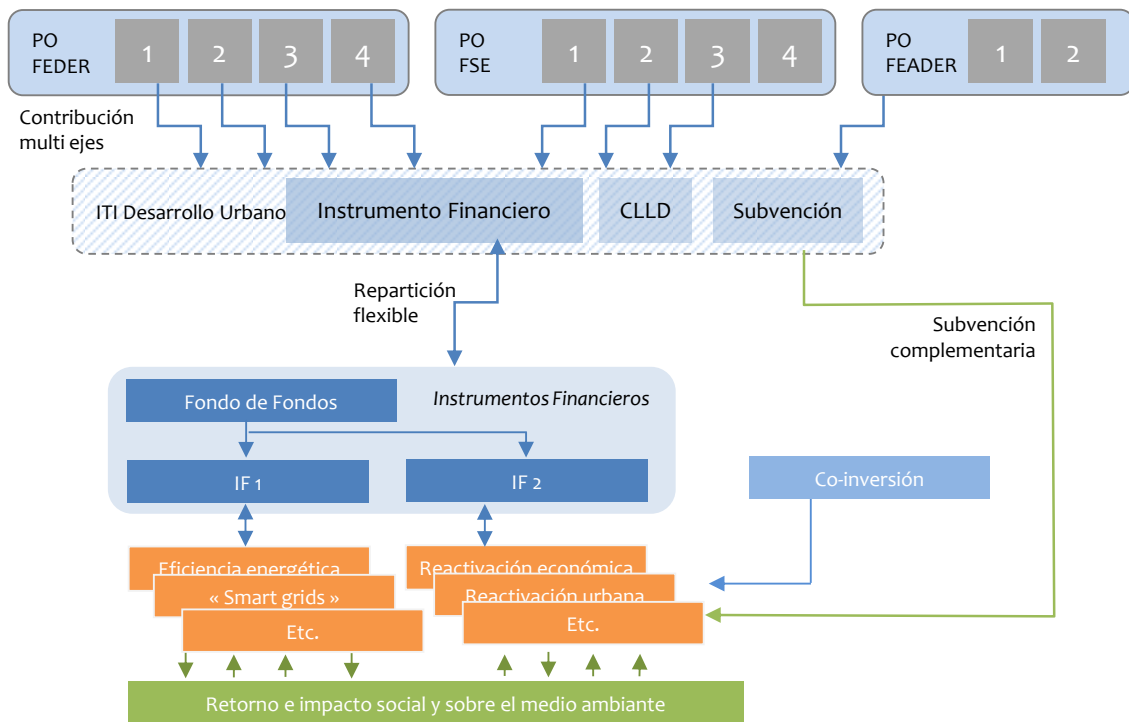 PO
FEDER
1
2
3
4
PO
FSE
1
2
3
4
PO
FEADER
1
2
Contribución
multi ejes
ITI Desarrollo Urbano
Instrumento Financiero
CLLD
Subvención
Repartición
flexible
Subvención
complementaria
Fondo de Fondos
Instrumentos Financieros
IF 1
IF 2
Co-inversión
Eficiencia energética
« Smart grids »
Etc.
Reactivación económica
Reactivación urbana
Etc.
Retorno e impacto social y sobre el medio ambiente